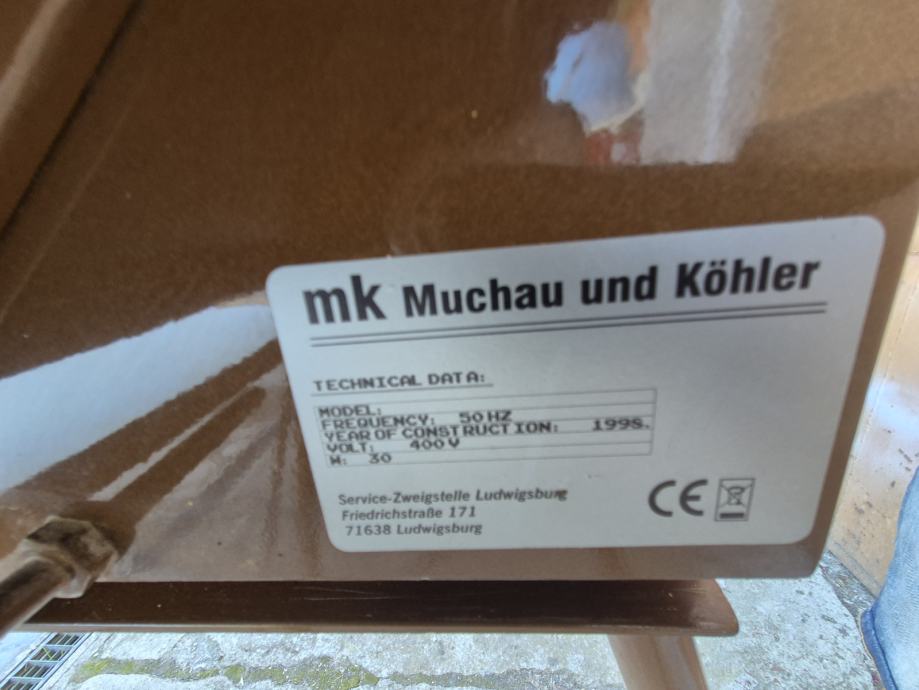 mk Muchau und Köhler
TECHNICAL DATA:
MODEL:
FREQUENCY: 50 HZ
YEAR OF CONSTRUCTION: 1998.
VOLT: 400 V
W: 30
Service-Zweigstelle Ludwigsburg
Friedrichstraße 171
71638 Ludwigsburg
CE